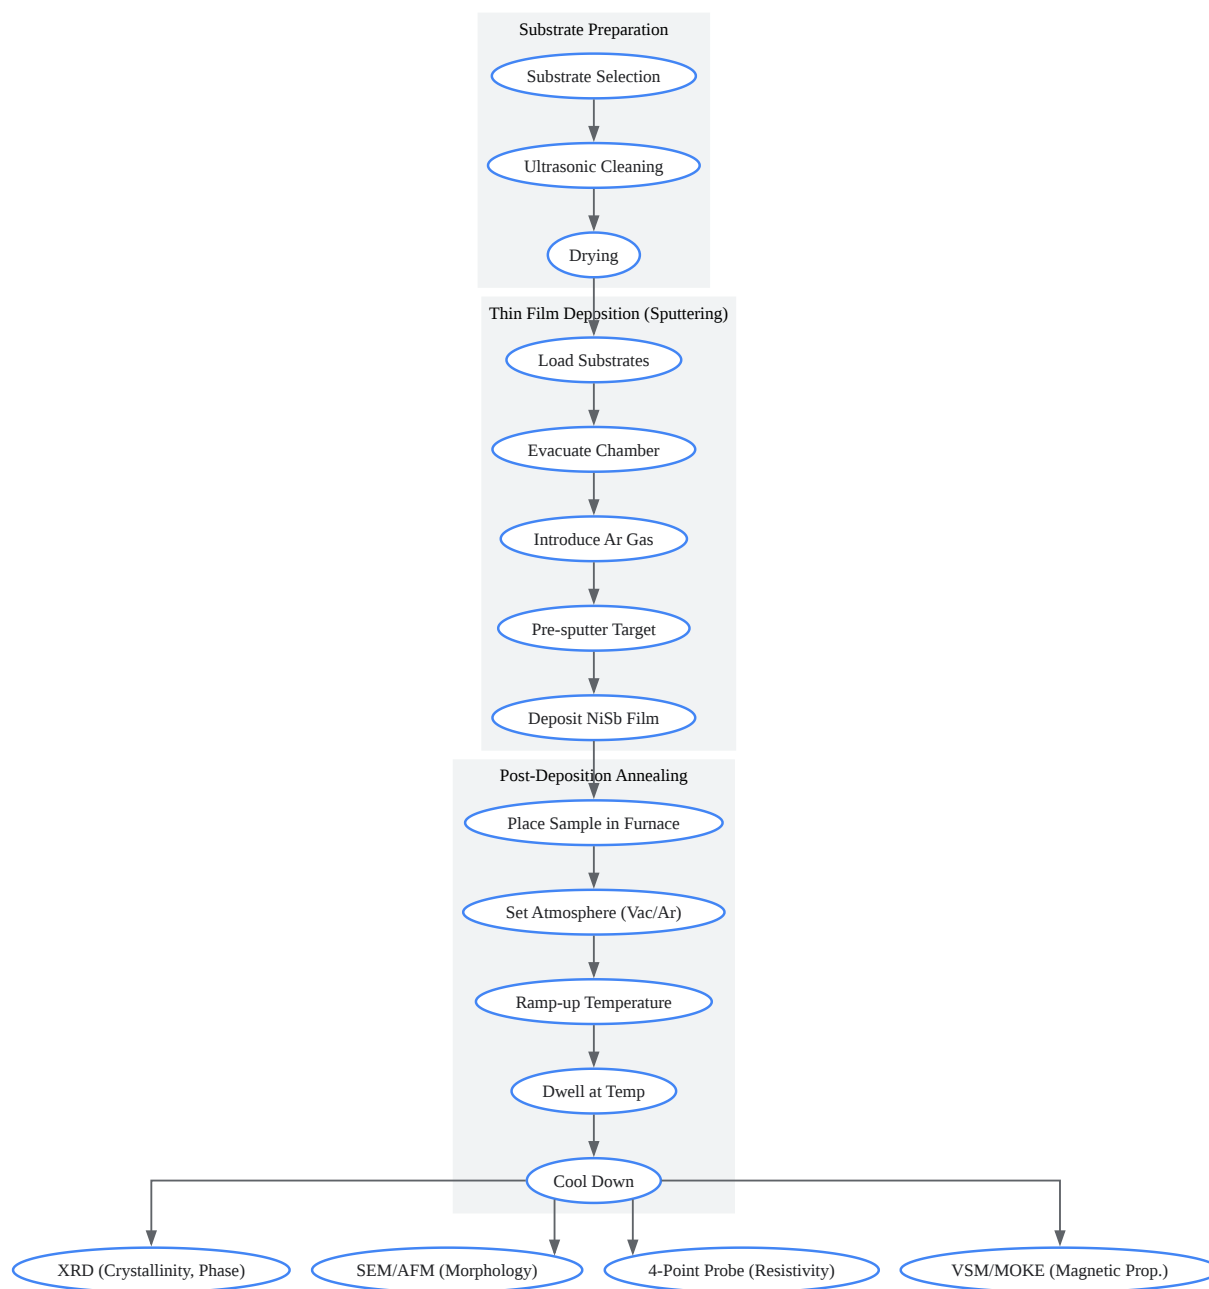 Substrate Preparation
Substrate Selection
Ultrasonic Cleaning
Drying
Thin Film Deposition (Sputtering)
Load Substrates
Evacuate Chamber
Introduce Ar Gas
Pre-sputter Target
Deposit NiSb Film
Post-Deposition Annealing
Place Sample in Furnace
Set Atmosphere (Vac/Ar)
Ramp-up Temperature
Dwell at Temp
Cool Down
XRD (Crystallinity, Phase)
SEM/AFM (Morphology)
4-Point Probe (Resistivity)
VSM/MOKE (Magnetic Prop.)